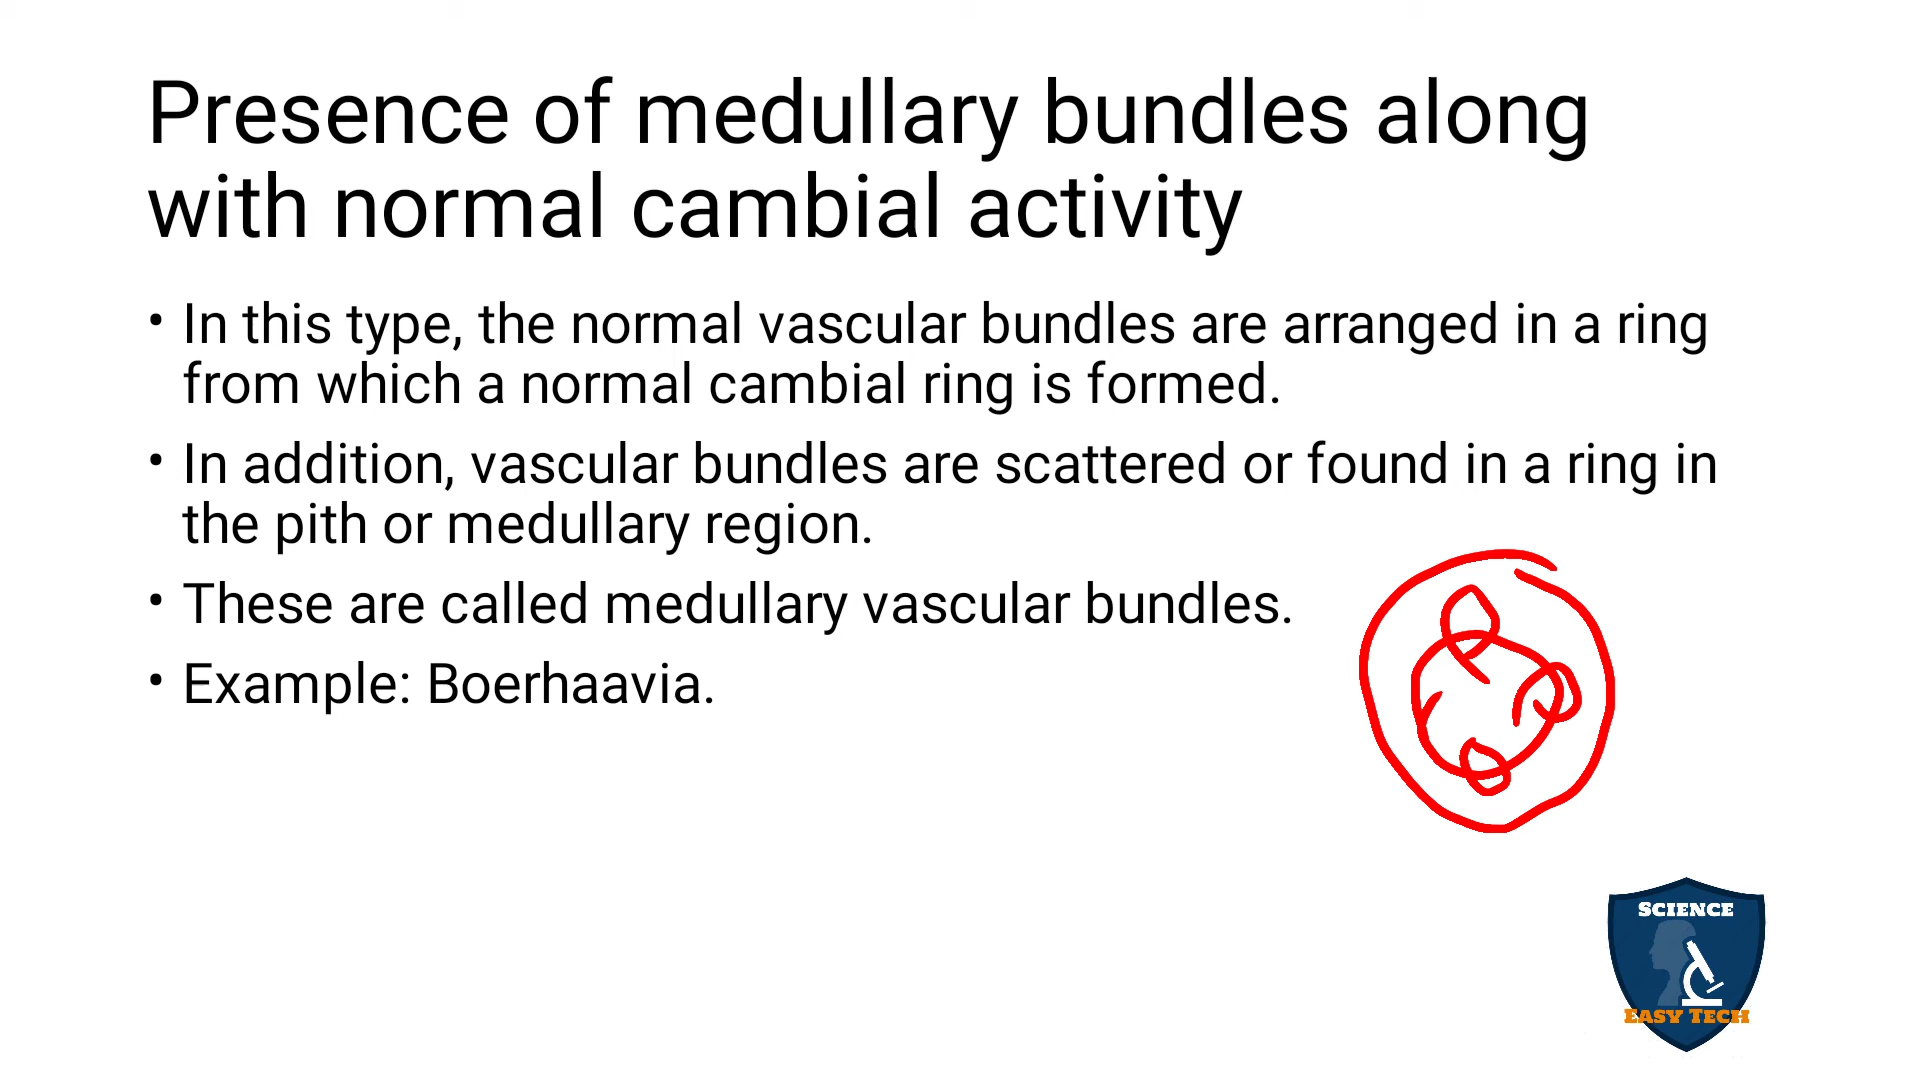 Presence of medullary bundles along
with normal cambial activity
• In this type, the normal vascular bundles are arranged in a ring
from which a normal cambial ring is formed.
• In addition, vascular bundles are scattered or found in a ring in
the pith or medullary region.
• These are called medullary vascular bundles.
• Example: Boerhaavia.
SCIENCE
EASY TECH